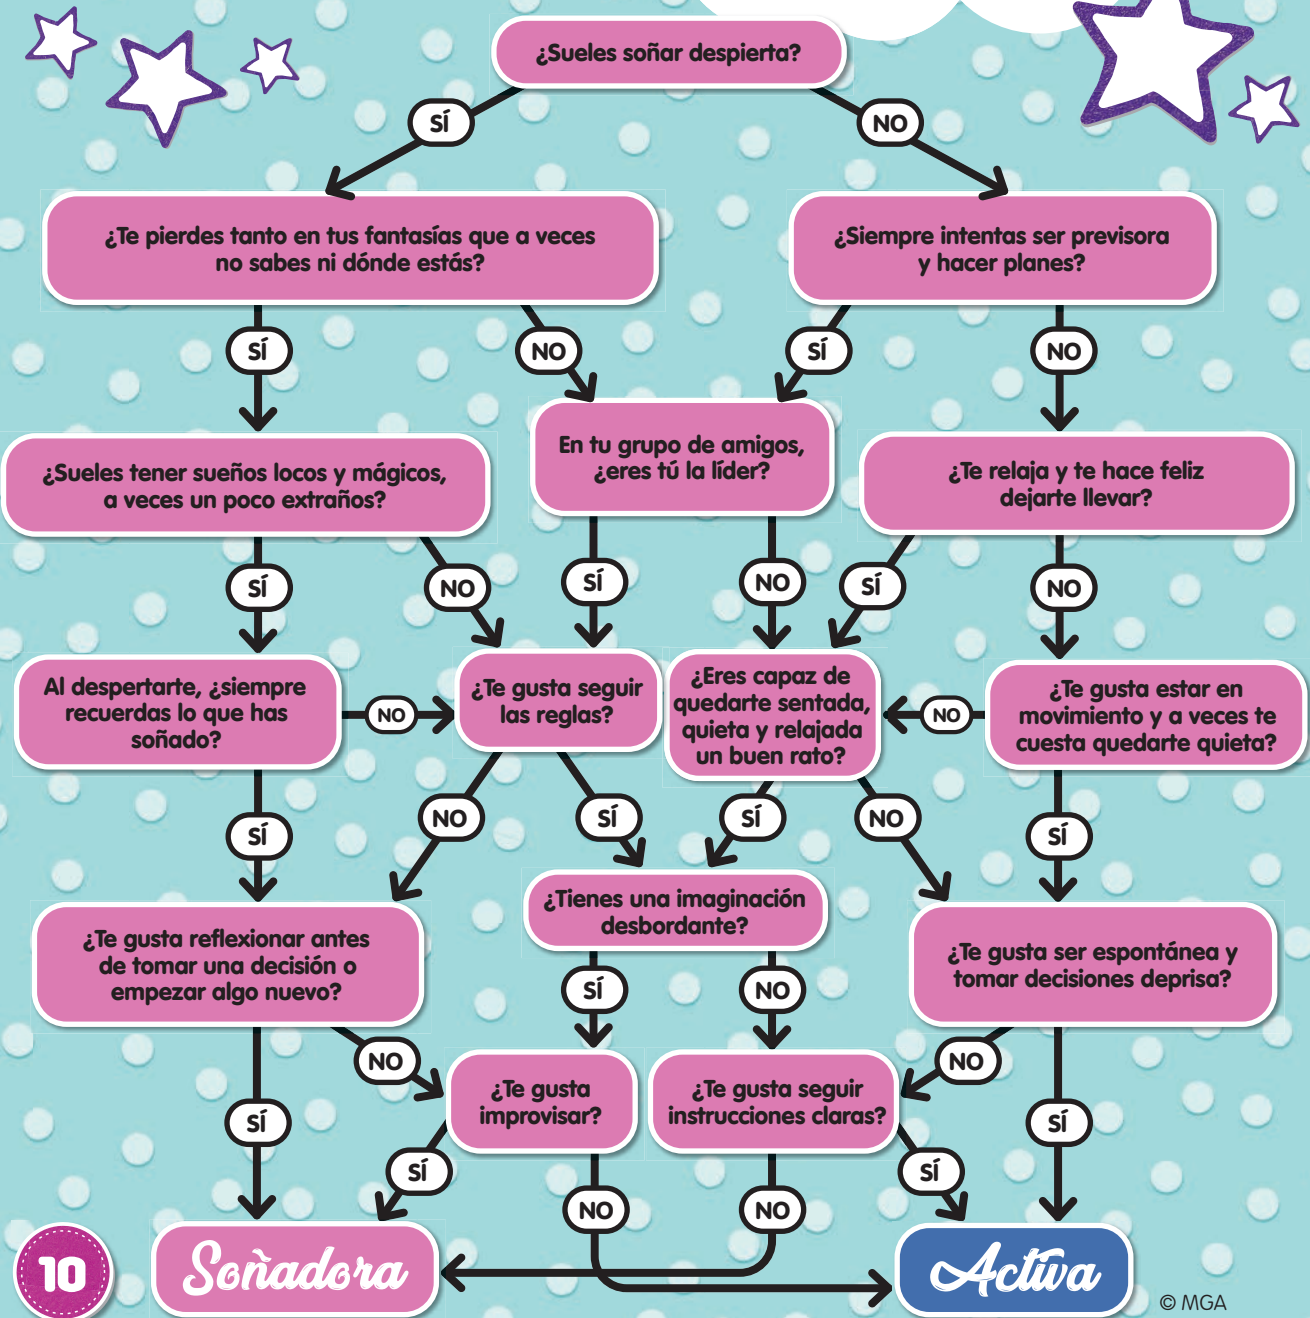 ¿Sueles soñar despierta?
SÍ
NO
¿Te pierdes tanto en tus fantasías que a veces
no sabes ni dónde estás?
¿Siempre intentas ser previsora
y hacer planes?
SÍ
NO
SÍ
NO
¿Sueles tener sueños locos y mágicos,
a veces un poco extraños?
En tu grupo de amigos,
¿eres tú la líder?
¿Te relaja y te hace feliz
dejarte llevar?
SÍ
NO
SÍ
NO
SÍ
NO
Al despertarte, ¿siempre
recuerdas lo que has
soñado?
NO
¿Te gusta seguir
las reglas?
¿Eres capaz de
quedarte sentada,
quieta y relajada
un buen rato?
NO
¿Te gusta estar en
movimiento y a veces te
cuesta quedarte quieta?
SÍ
NO
SÍ
SÍ
NO
SÍ
¿Te gusta reflexionar antes
de tomar una decisión o
empezar algo nuevo?
¿Tienes una imaginación
desbordante?
¿Te gusta ser espontánea y
tomar decisiones deprisa?
SÍ
NO
SÍ
NO
NO
SÍ
¿Te gusta
improvisar?
¿Te gusta seguir
instrucciones claras?
SÍ
NO
NO
SÍ
10
Soñadora
Activa
© MGA